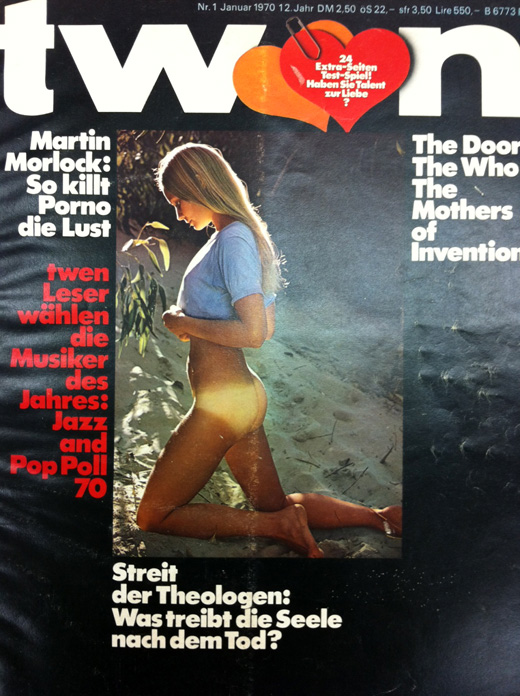 Nr. 1 Januar 1970 12. Jahr DM 2,50 öS 22,– sfr 3,50 Lire 550,– B 6773
tw n
24
Extra-Seiten
Test-Spiel!
Haben Sie Talent
zur Liebe
?
Martin
Morlock:
So killt
Porno
die Lust
twen
Leser
wählen
die
Musiker
des
Jahres:
Jazz
and
Pop Poll
70
The Door
The Who
The
Mothers
of
Invention
Streit
der Theologen:
Was treibt die Seele
nach dem Tod?